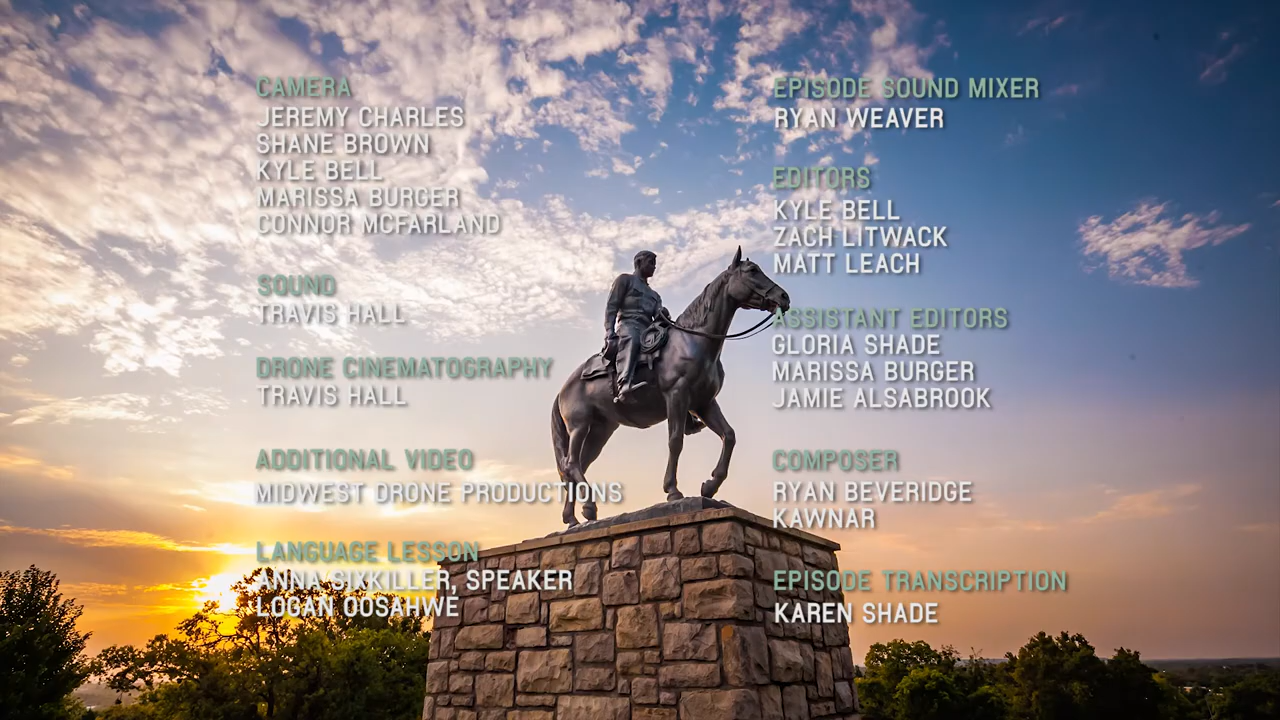 CAMERA
JEREMY CHARLES
SHANE BROWN
KYLE BELL
MARISSA BURGER
CONNOR MCFARLAND
SOUND
TRAVIS HALL
DRONE CINEMATOGRAPHY
TRAVIS HALL
ADDITIONAL VIDEO
MIDWEST DRONE PRODUCTIONS
LANGUAGE LESSON
ANNA SIXKILLER, SPEAKER
LOGAN OOSAHWE
EPISODE SOUND MIXER
RYAN WEAVER
EDITORS
KYLE BELL
ZACH LITWACK
MATT LEACH
ASSISTANT EDITORS
GLORIA SHADE
MARISSA BURGER
JAMIE ALSABROOK
COMPOSER
RYAN BEVERIDGE
KAWNAR
EPISODE TRANSCRIPTION
KAREN SHADE